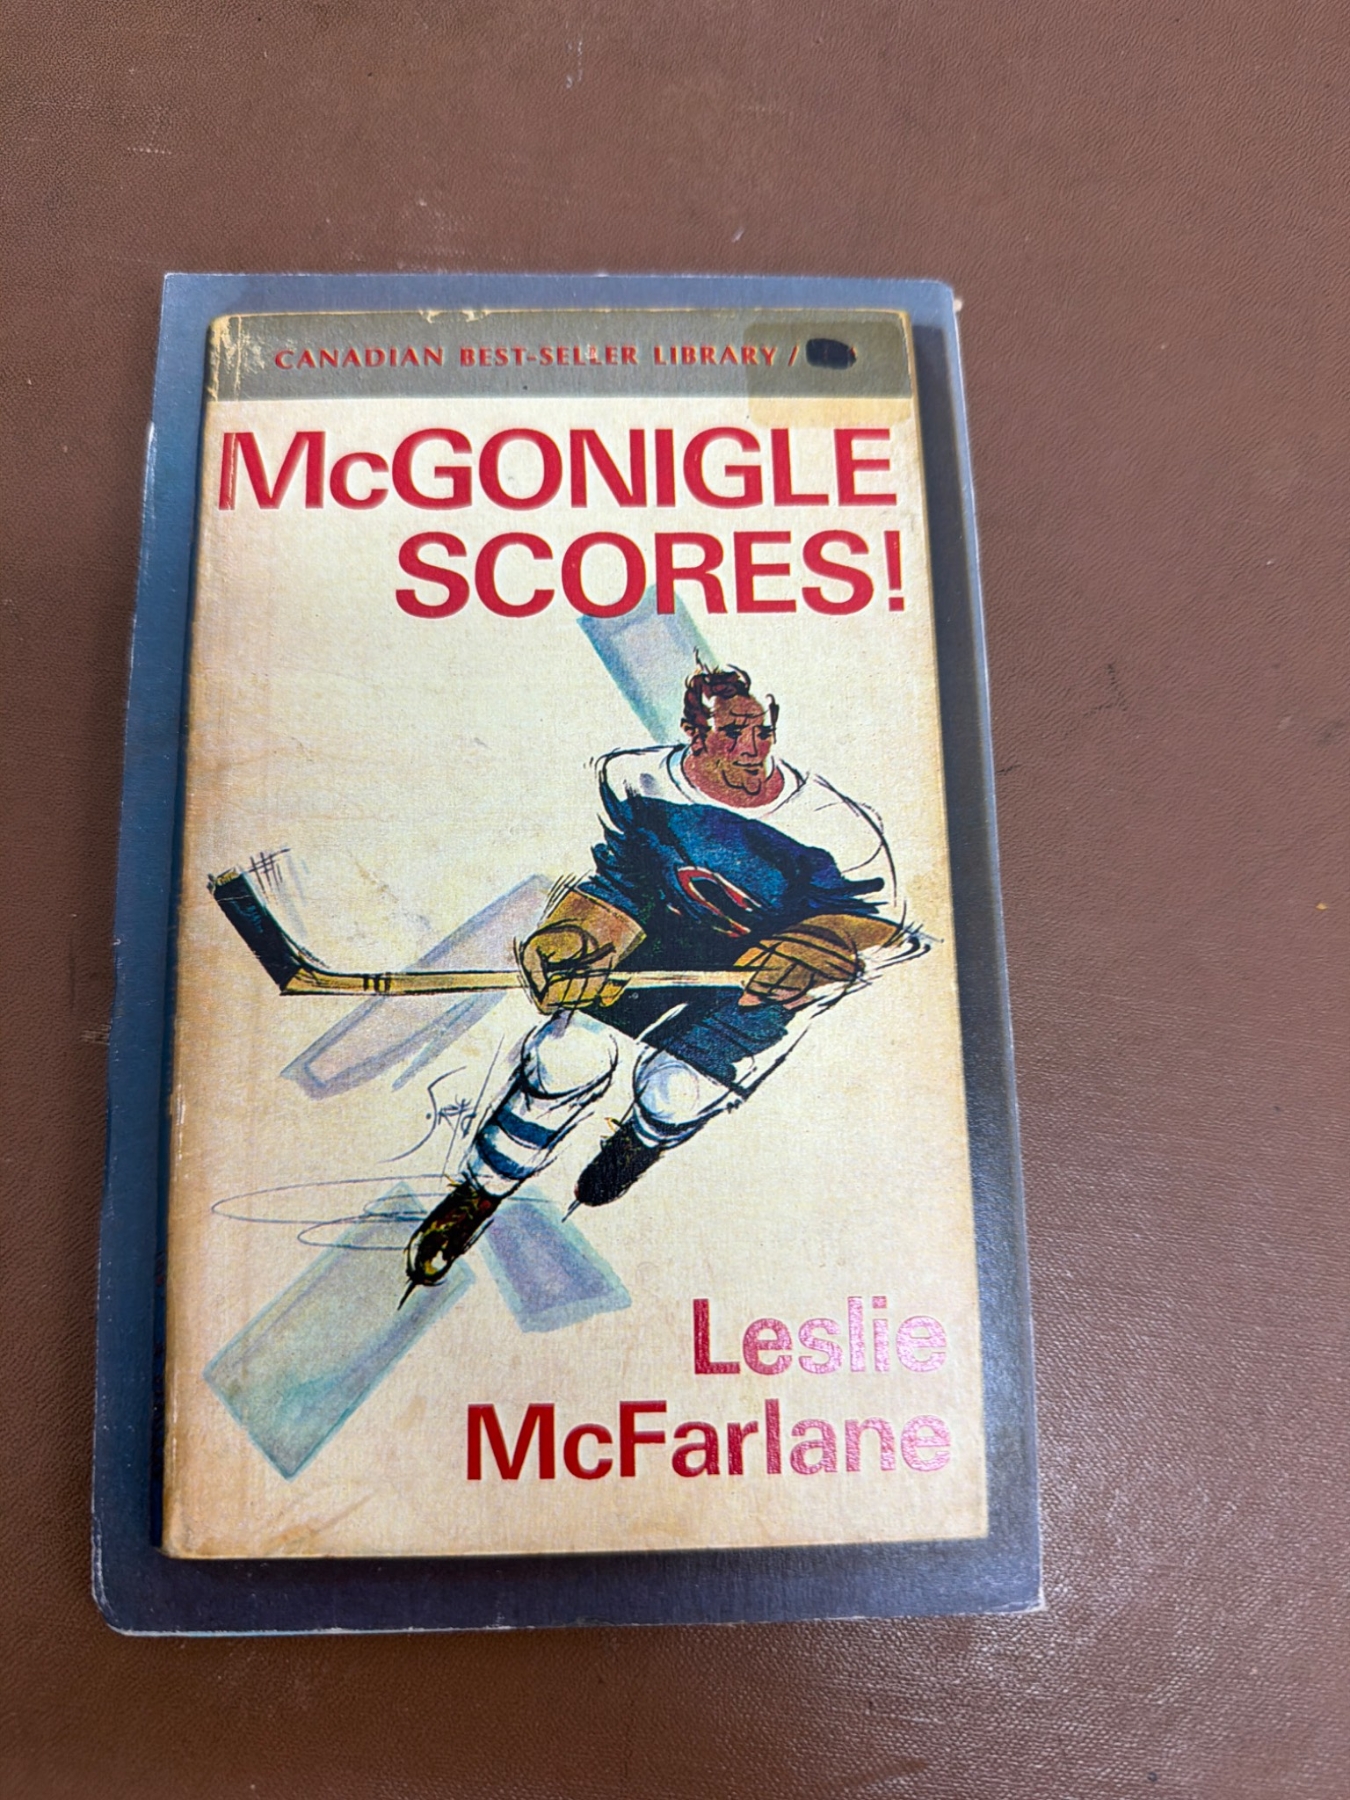 CANADIAN BEST-SELLER LIBRARY /
McGONIGLE
SCORES!
Leslie
McFarlane